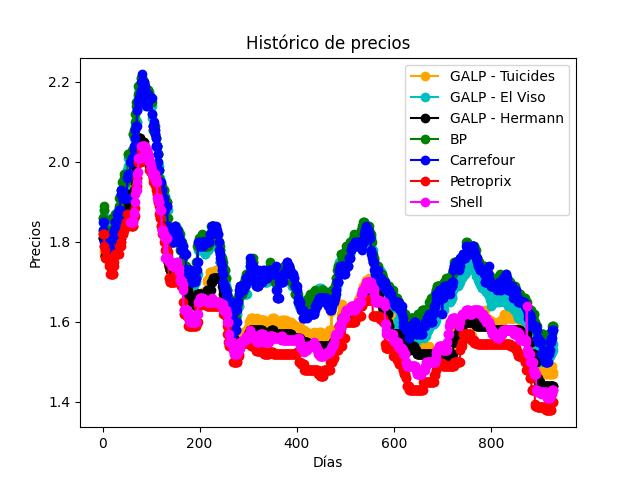 Histórico de precios
GALP - Tuicides
GALP - El Viso
GALP - Hermann
BP
Carrefour
Petroprix
Shell
Precios
2.2
2.0
1.8
1.6
1.4
0
200
400
600
800
Días